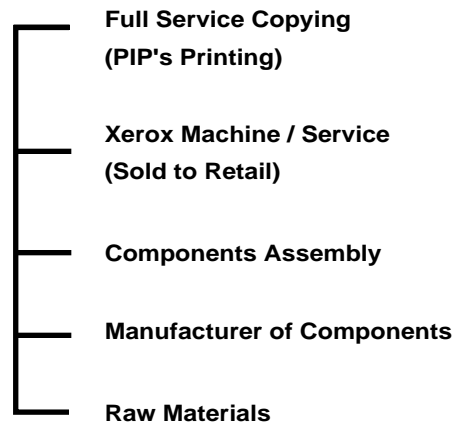 Full Service Copying
(PIP's Printing)
Xerox Machine / Service
(Sold to Retail)
Components Assembly
Manufacturer of Components
Raw Materials